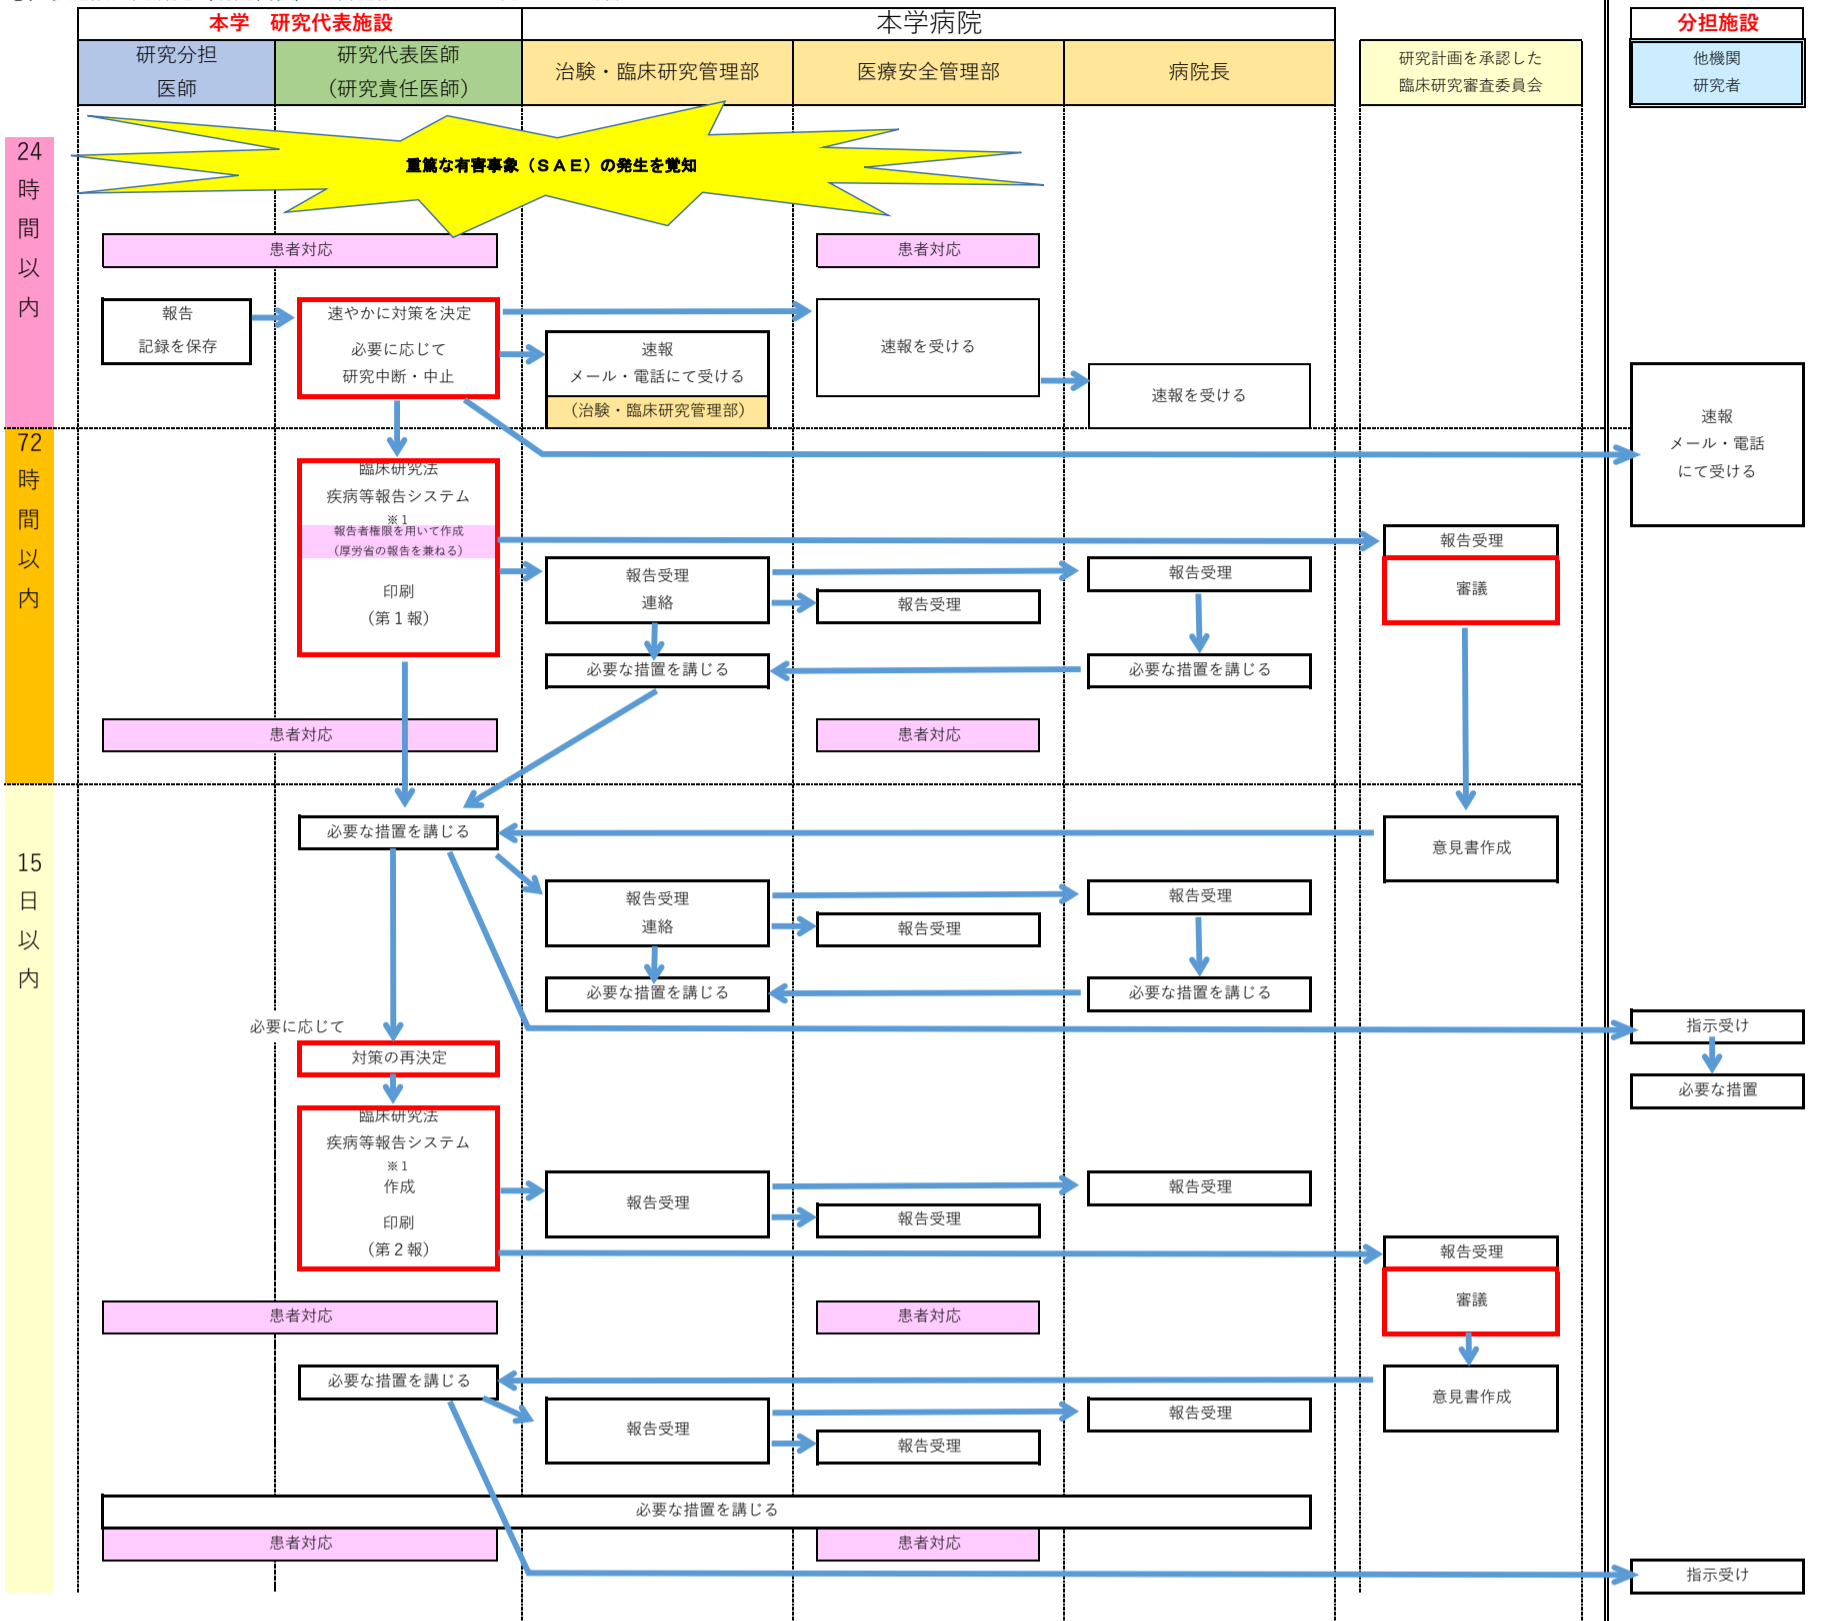 本学　研究代表施設
本学病院
分担施設
研究分担
医師
研究代表医師
（研究責任医師）
治験・臨床研究管理部
医療安全管理部
病院長
研究計画を承認した
臨床研究審査委員会
他機関
研究者
24
時
間
以
内
重篤な有害事象（ＳＡＥ）の発生を覚知
患者対応
患者対応
報告
記録を保存
速やかに対策を決定
必要に応じて
研究中断・中止
速報
メール・電話にて受ける
（治験・臨床研究管理部）
速報を受ける
速報を受ける
速報
メール・電話
にて受ける
72
時
間
以
内
臨床研究法
疾病等報告システム
※１
報告者権限を用いて作成
（厚労省の報告を兼ねる）
印刷
（第１報）
報告受理
連絡
報告受理
報告受理
報告受理
審議
必要な措置を講じる
必要な措置を講じる
患者対応
患者対応
15
日
以
内
必要な措置を講じる
意見書作成
報告受理
連絡
報告受理
報告受理
必要な措置を講じる
必要な措置を講じる
必要に応じて
対策の再決定
指示受け
必要な措置
臨床研究法
疾病等報告システム
※１
作成
印刷
（第２報）
報告受理
報告受理
報告受理
報告受理
審議
患者対応
患者対応
必要な措置を講じる
意見書作成
報告受理
報告受理
報告受理
必要な措置を講じる
患者対応
患者対応
指示受け